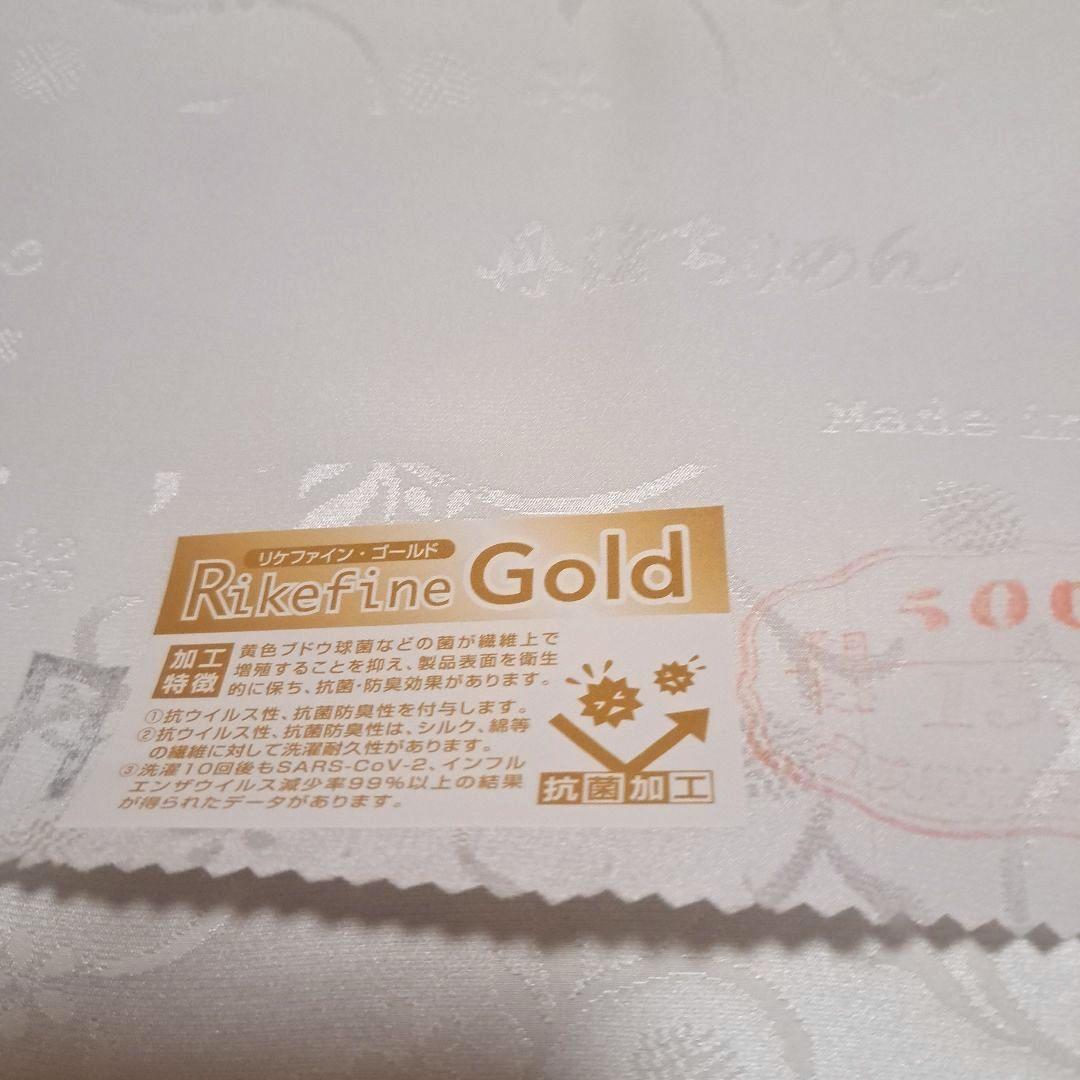 丹後ちりめん
Made in
リケファイン・ゴールド
Rikefine Gold
加工
特徴
黄色ブドウ球菌などの菌が繊維上で
増殖することを抑え、製品表面を衛生
的に保ち、抗菌・防臭効果があります。
①抗ウイルス性、抗菌防臭性を付与します。
②抗ウイルス性、抗菌防臭性は、シルク、綿等
の繊維に対して洗濯耐久性があります。
③洗濯10回後もSARS-CoV-2、インフル
エンザウイルス減少率99%以上の結果
が得られたデータがあります。
抗菌加工
500